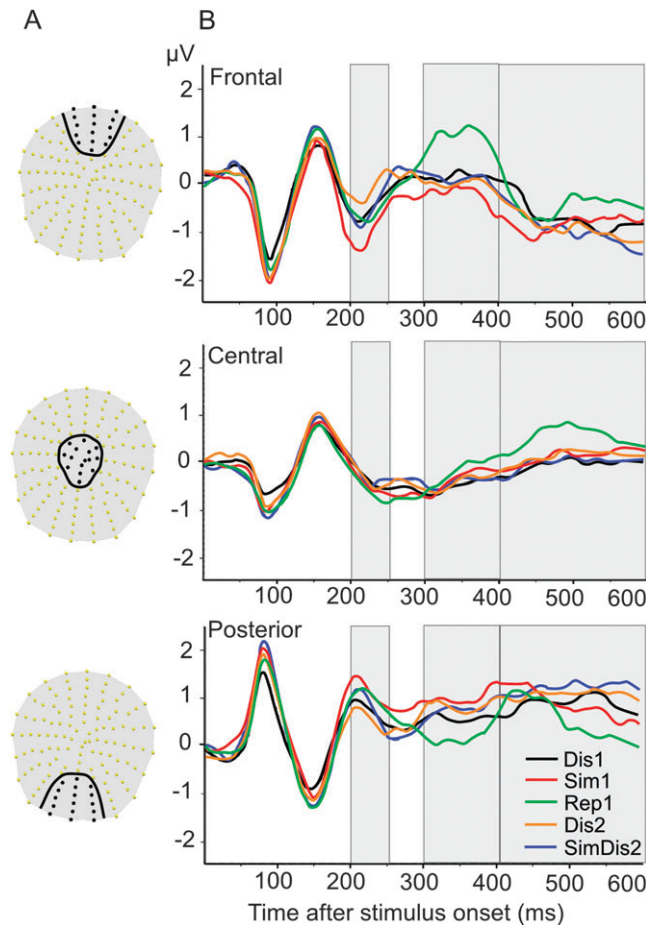 A
B
µV
Frontal
2
1
0
-1
-2
100 200 300 400 500 600
Central
2
1
0
-1
-2
100 200 300 400 500 600
Posterior
2
1
0
-1
-2
Dis1
Sim1
Rep1
Dis2
SimDis2
100 200 300 400 500 600
Time after stimulus onset (ms)